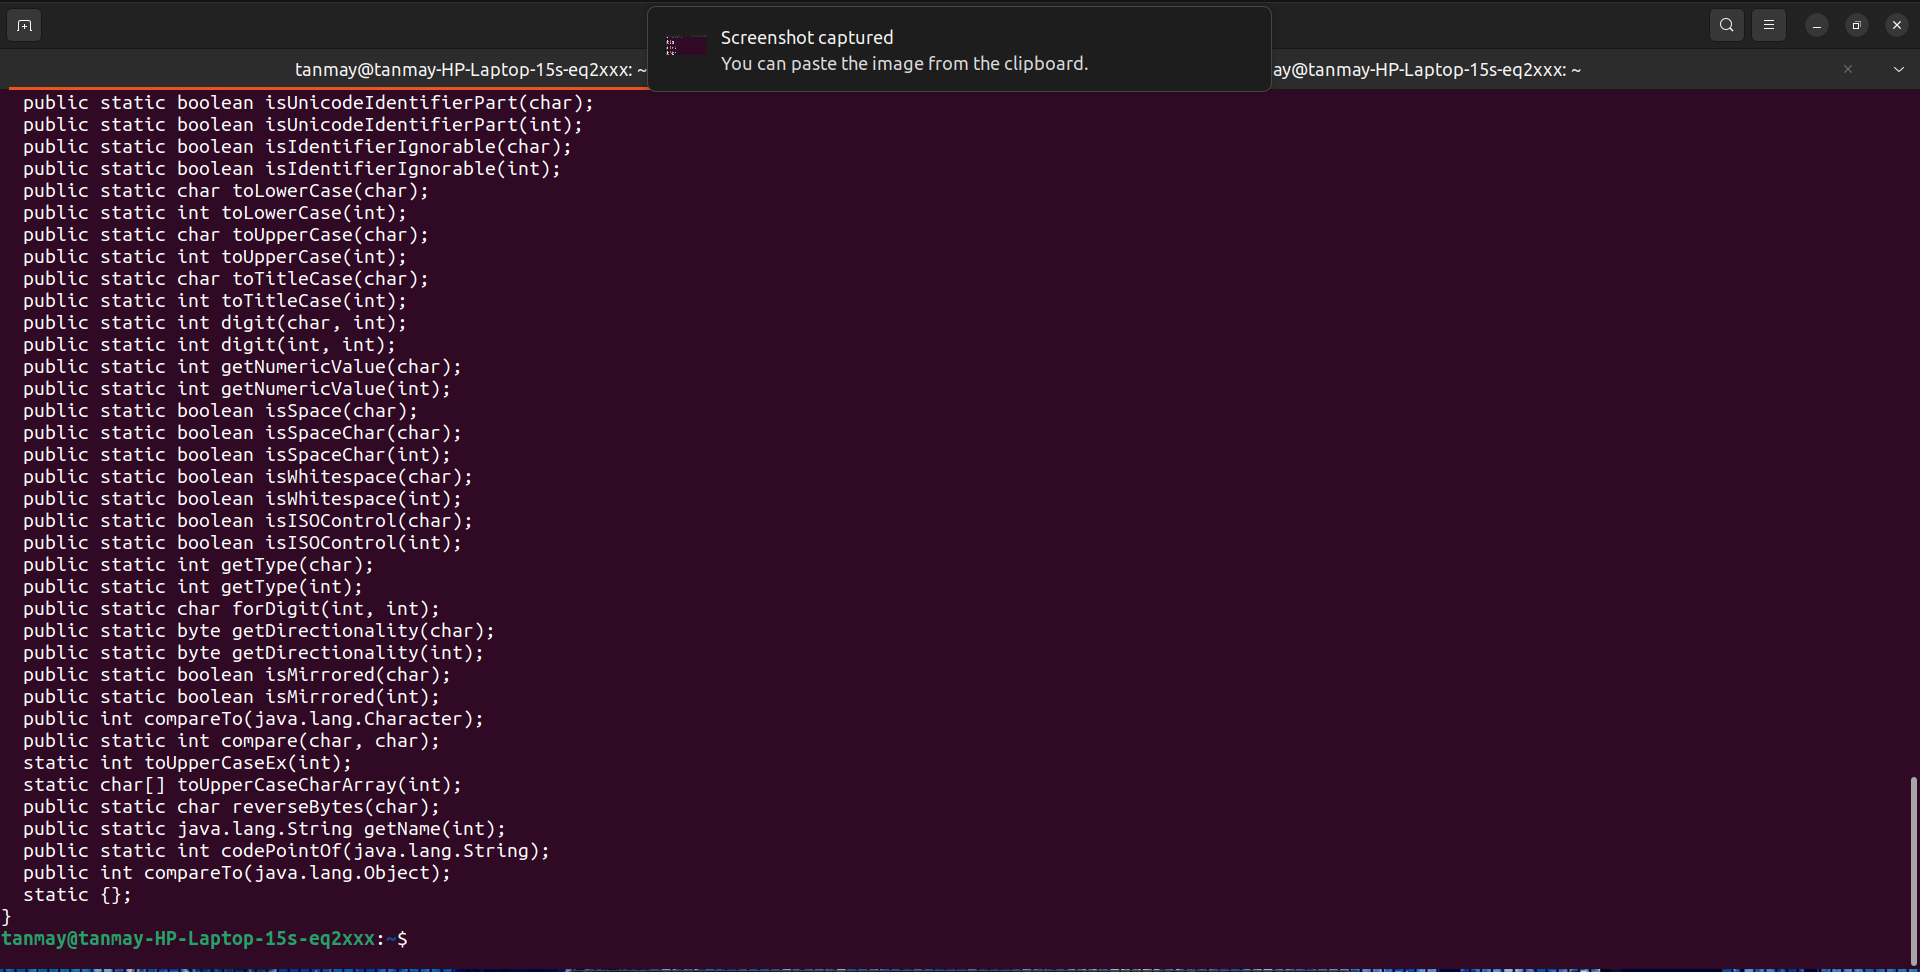 Screenshot captured
You can paste the image from the clipboard.
tanmay@tanmay-HP-Laptop-15s-eq2xxx: ~
ay@tanmay-HP-Laptop-15s-eq2xxx: ~
public static boolean isUnicodeIdentifierPart(char);
public static boolean isUnicodeIdentifierPart(int);
public static boolean isIdentifierIgnorable(char);
public static boolean isIdentifierIgnorable(int);
public static char toLowerCase(char);
public static int toLowerCase(int);
public static char toUpperCase(char);
public static int toUpperCase(int);
public static char toTitleCase(char);
public static int toTitleCase(int);
public static int digit(char, int);
public static int digit(int, int);
public static int getNumericValue(char);
public static int getNumericValue(int);
public static boolean isSpace(char);
public static boolean isSpaceChar(char);
public static boolean isSpaceChar(int);
public static boolean isWhitespace(char);
public static boolean isWhitespace(int);
public static boolean isISOControl(char);
public static boolean isISOControl(int);
public static int getType(char);
public static int getType(int);
public static char forDigit(int, int);
public static byte getDirectionality(char);
public static byte getDirectionality(int);
public static boolean isMirrored(char);
public static boolean isMirrored(int);
public int compareTo(java.lang.Character);
public static int compare(char, char);
static int toUpperCaseEx(int);
static char[] toUpperCaseCharArray(int);
public static char reverseBytes(char);
public static java.lang.String getName(int);
public static int codePointOf(java.lang.String);
public int compareTo(java.lang.Object);
static {};
}
tanmay@tanmay-HP-Laptop-15s-eq2xxx:~$